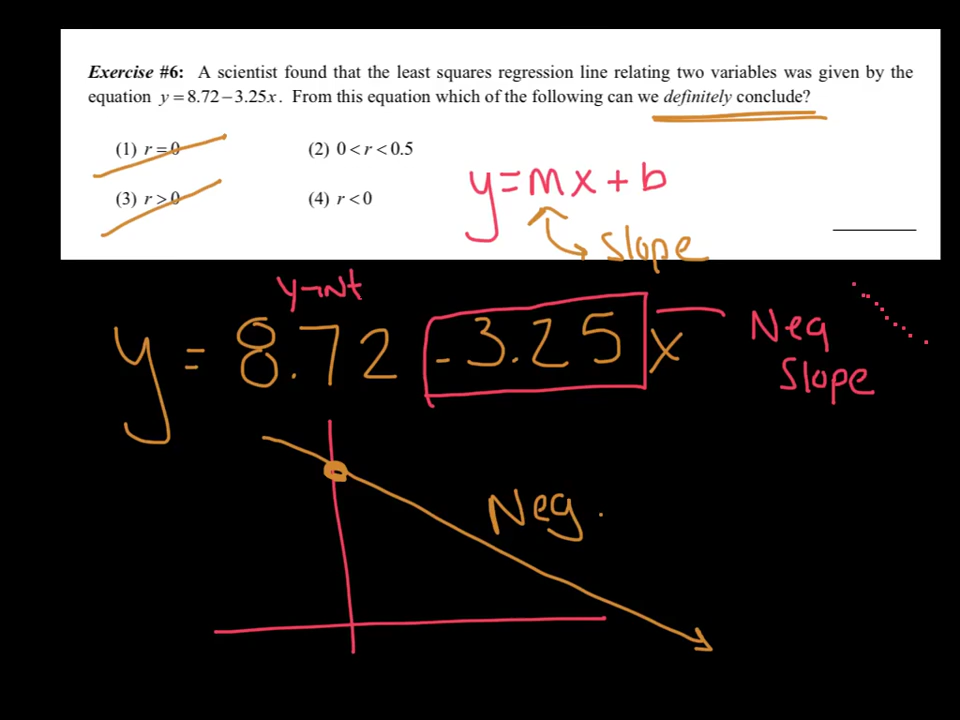 Exercise #6: A scientist found that the least squares regression line relating two variables was given by the
equation y = 8.72 – 3.25x. From this equation which of the following can we definitely conclude?
(1) r = 0 (2) 0 < r < 0.5
(3) r > 0 (4) r < 0
y = mx + b
slope
y-int
y = 8.72 - 3.25 x
Neg
Slope
Neg.